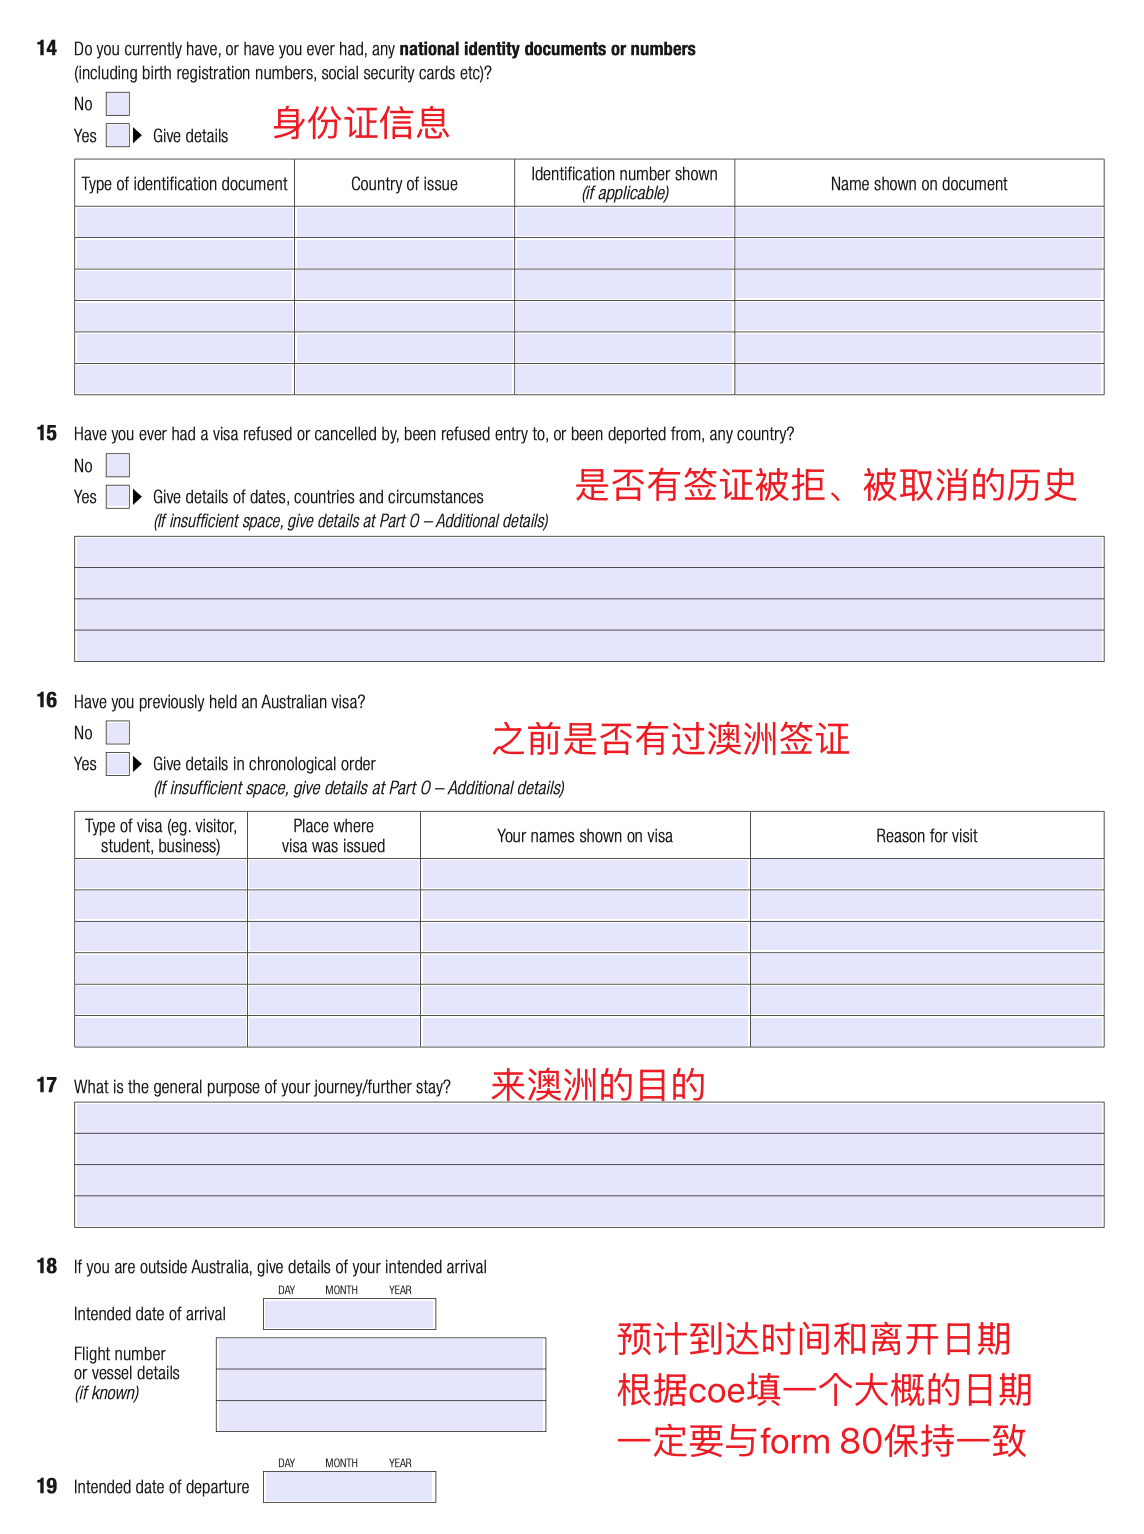 14 Do you currently have, or have you ever had, any national identity documents or numbers
(including birth registration numbers, social security cards etc)?
No
Yes Give details
身份证信息
Type of identification document Country of issue Identification number shown (if applicable) Name shown on document
15 Have you ever had a visa refused or cancelled by, been refused entry to, or been deported from, any country?
No
Yes Give details of dates, countries and circumstances
(If insufficient space, give details at Part O – Additional details)
是否有签证被拒、被取消的历史
16 Have you previously held an Australian visa?
No
Yes Give details in chronological order
(If insufficient space, give details at Part O – Additional details)
之前是否有过澳洲签证
Type of visa (eg. visitor, student, business) Place where visa was issued Your names shown on visa Reason for visit
17 What is the general purpose of your journey/further stay?
来澳洲的目的
18 If you are outside Australia, give details of your intended arrival
DAY MONTH YEAR
Intended date of arrival
Flight number
or vessel details
(if known)
预计到达时间和离开日期
根据coe填一个大概的日期
一定要与form 80保持一致
DAY MONTH YEAR
19 Intended date of departure